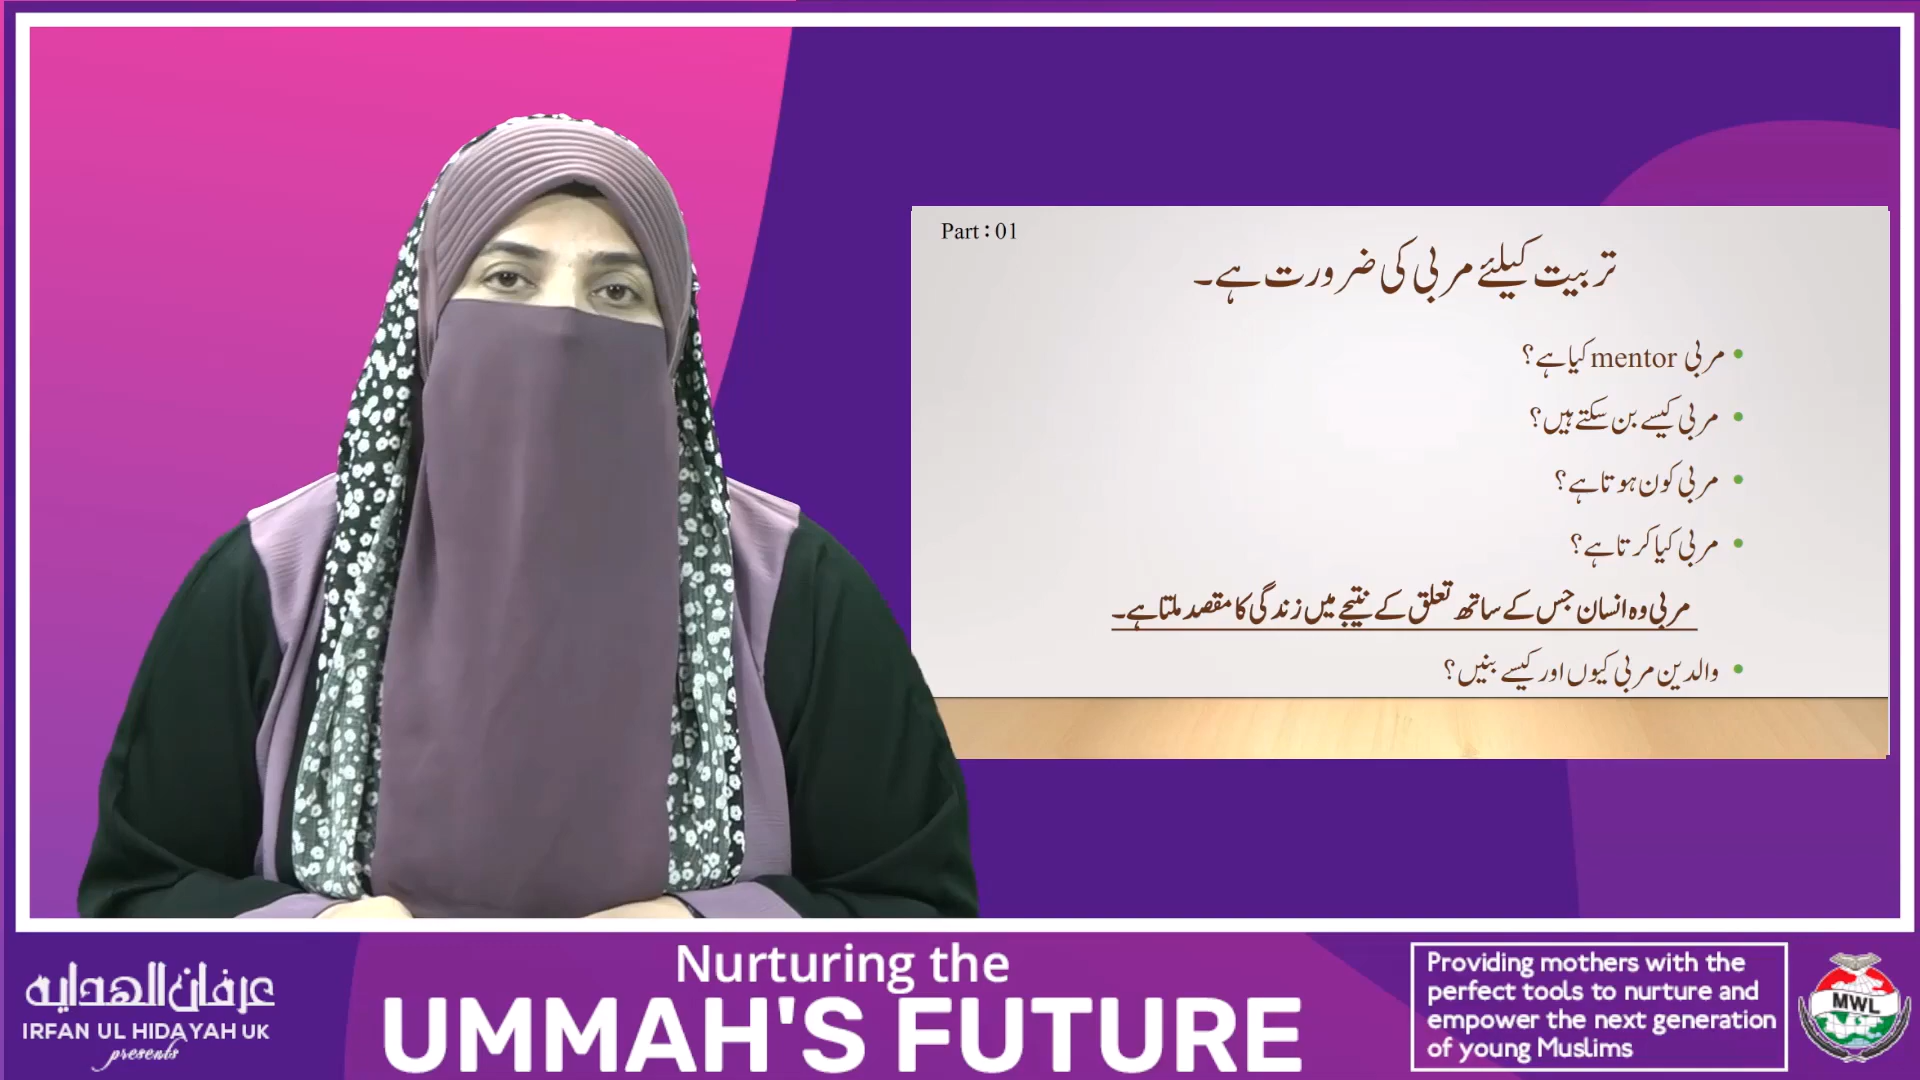 Part : 01
تربیت کیلئے مربی کی ضرورت ہے۔
• مربی mentor کیا ہے؟
• مربی کیسے بن سکتے ہیں؟
• مربی کون ہوتا ہے؟
• مربی کیا کرتا ہے؟
مربی وہ انسان جس کے ساتھ تعلق کے نتیجے میں زندگی کا مقصد ملتا ہے۔
• والدین مربی کیوں اور کیسے بنیں؟
عرفان الهدايه
IRFAN UL HIDAYAH UK
presents
Nurturing the
UMMAH'S FUTURE
Providing mothers with the
perfect tools to nurture and
empower the next generation
of young Muslims
MWL